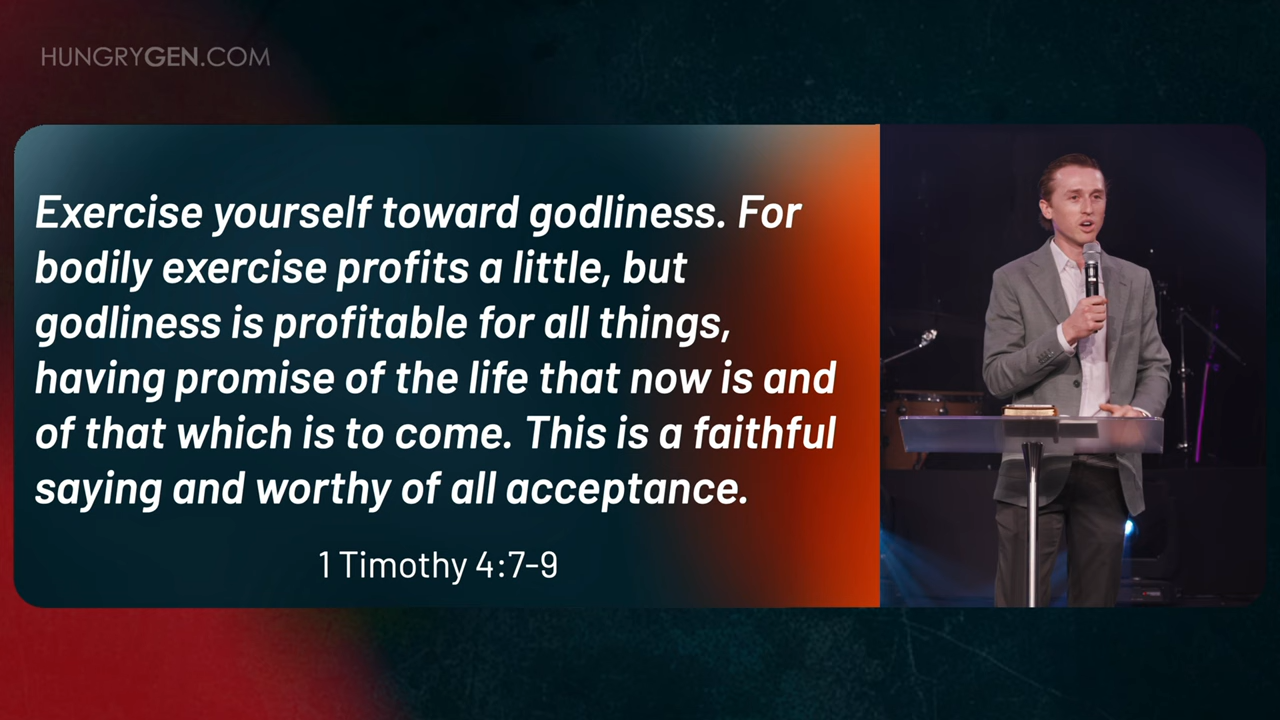 HUNGRYGEN.COM
Exercise yourself toward godliness. For
bodily exercise profits a little, but
godliness is profitable for all things,
having promise of the life that now is and
of that which is to come. This is a faithful
saying and worthy of all acceptance.
1 Timothy 4:7-9